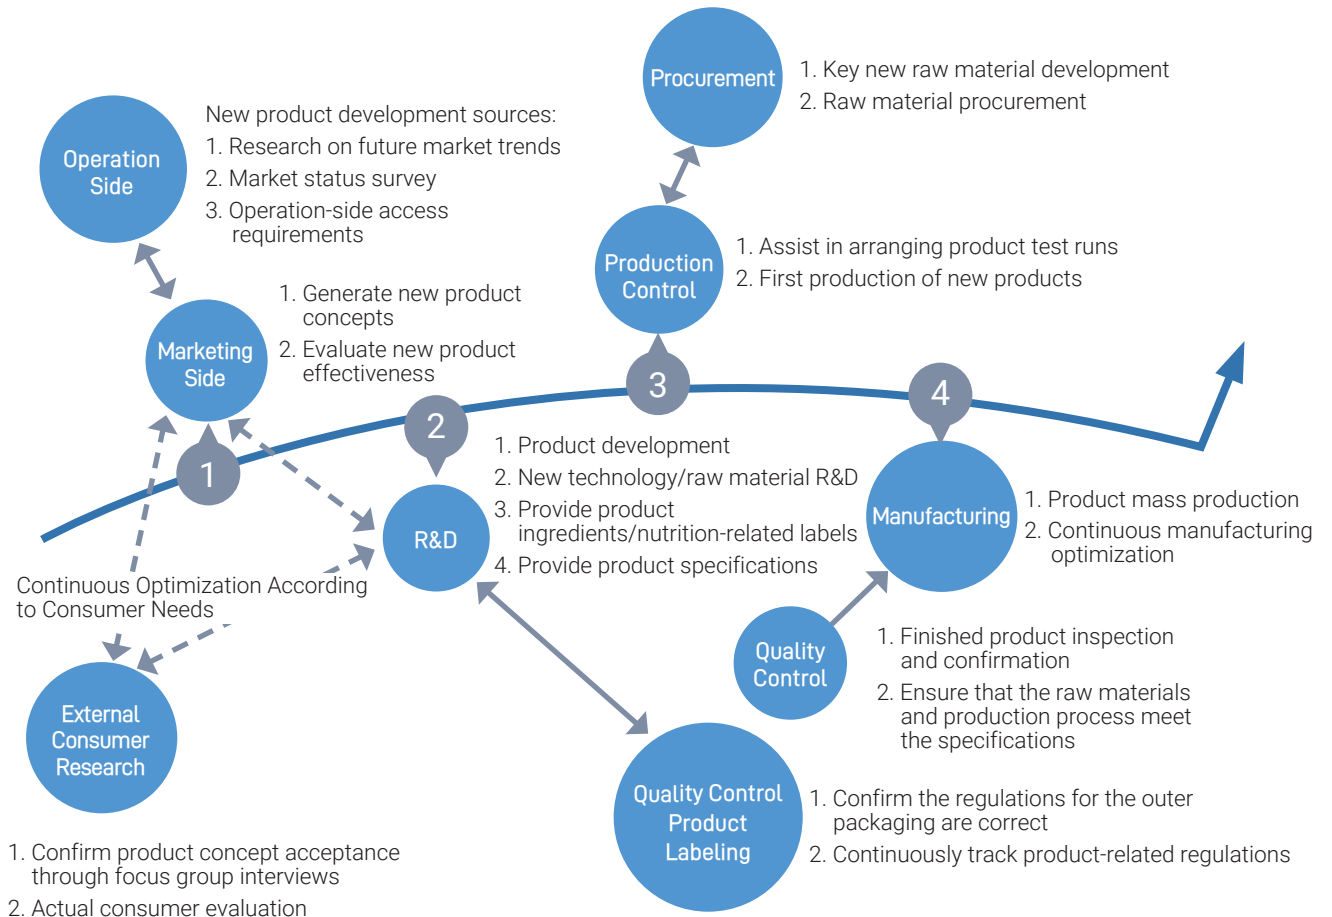 Operation
Side
New product development sources:
1. Research on future market trends
2. Market status survey
3. Operation-side access
requirements
Marketing
Side
1. Generate new product
concepts
2. Evaluate new product
effectiveness
1
Continuous Optimization According
to Consumer Needs
External
Consumer
Research
1. Confirm product concept acceptance
through focus group interviews
2. Actual consumer evaluation
2
R&D
1. Product development
2. New technology/raw material R&D
3. Provide product
ingredients/nutrition-related labels
4. Provide product specifications
Quality Control
Product
Labeling
1. Confirm the regulations for the outer
packaging are correct
2. Continuously track product-related regulations
Procurement
1. Key new raw material development
2. Raw material procurement
Production
Control
1. Assist in arranging product test runs
2. First production of new products
3
4
Manufacturing
1. Product mass production
2. Continuous manufacturing
optimization
Quality
Control
1. Finished product inspection
and confirmation
2. Ensure that the raw materials
and production process meet
the specifications